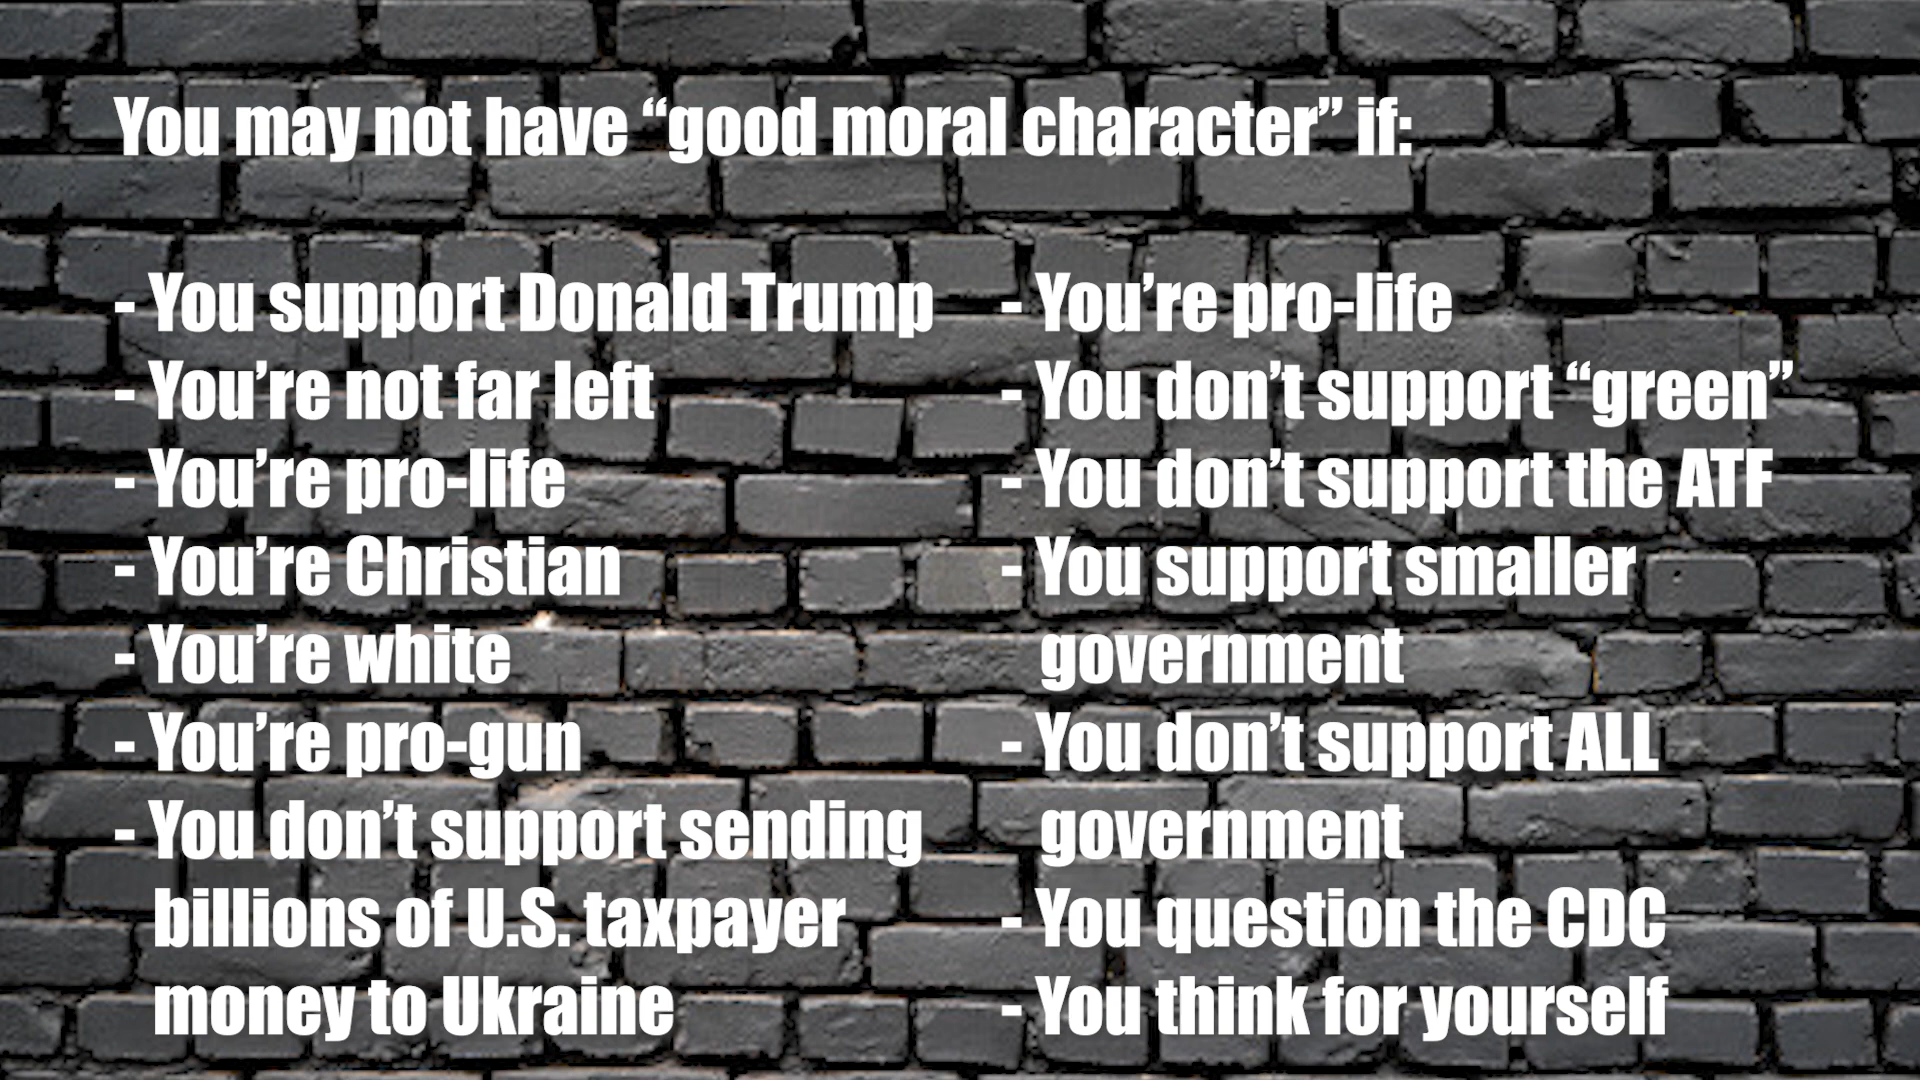 You may not have “good moral character” if:
- You support Donald Trump
- You’re not far left
- You’re pro-life
- You’re Christian
- You’re white
- You’re pro-gun
- You don’t support sending
billions of U.S. taxpayer
money to Ukraine
- You’re pro-life
- You don’t support “green”
- You don’t support the ATF
- You support smaller
government
- You don’t support ALL
government
- You question the CDC
- You think for yourself